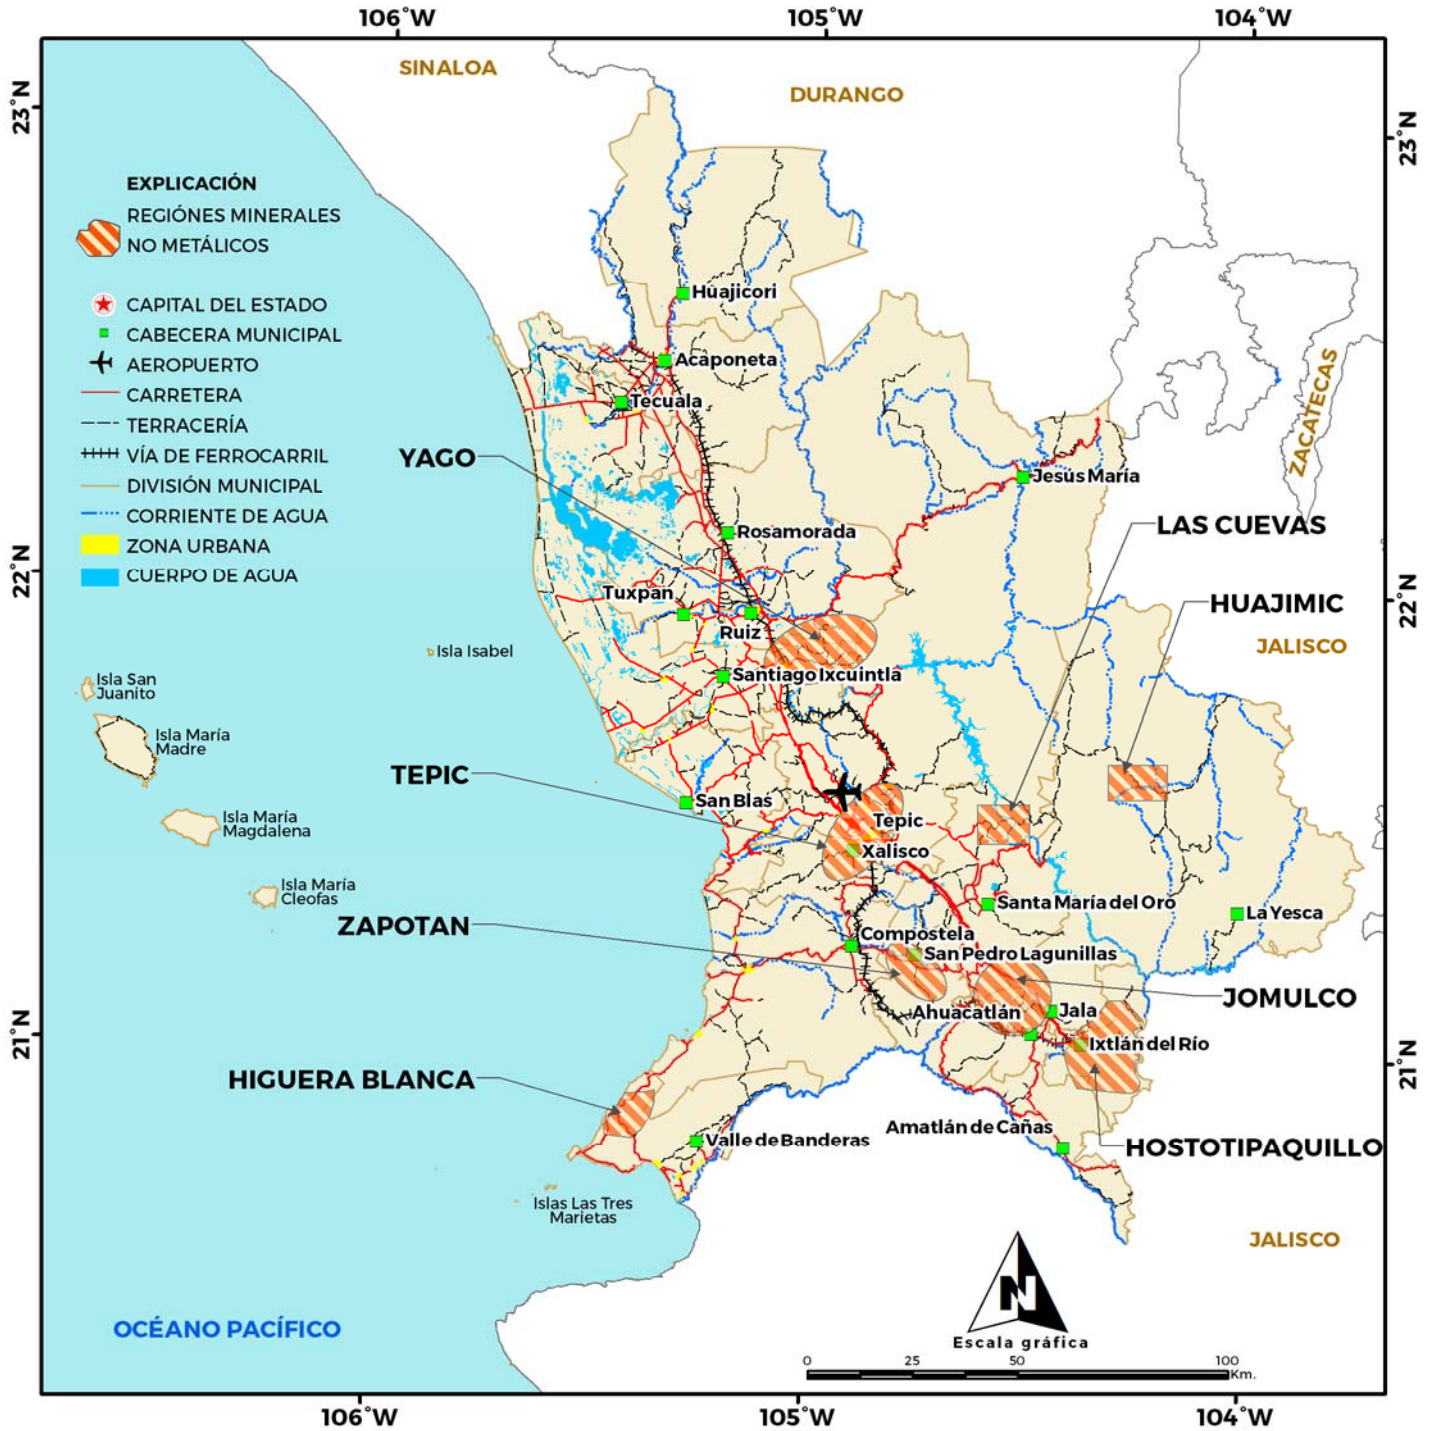 106°W
105°W
104°W
SINALOA
DURANGO
23°N
23°N
EXPLICACIÓN
REGIÓNES MINERALES
NO METÁLICOS
CAPITAL DEL ESTADO
CABECERA MUNICIPAL
AEROPUERTO
CARRETERA
TERRACERÍA
VÍA DE FERROCARRIL
DIVISIÓN MUNICIPAL
CORRIENTE DE AGUA
ZONA URBANA
CUERPO DE AGUA
Huajicori
Acaponeta
Tecuala
ZACATECAS
YAGO
Jesús María
LAS CUEVAS
Rosamorada
22°N
22°N
Tuxpan
HUAJIMIC
Ruiz
JALISCO
Isla Isabel
Santiago Ixcuintla
Isla San
Juanito
Isla María
Madre
TEPIC
San Blas
Isla María
Magdalena
Tepic
Xalisco
Isla María
Cleofas
Santa María del Oro
La Yesca
ZAPOTAN
Compostela
San Pedro Lagunillas
JOMULCO
Ahuacatlán
Jala
21°N
21°N
Ixtlán del Río
HIGUERA BLANCA
Amatlán de Cañas
Valle de Banderas
HOSTOTIPAQUILLO
Islas Las Tres
Marietas
JALISCO
N
OCÉANO PACÍFICO
Escala gráfica
0
25
50
100
Km.
106°W
105°W
104°W